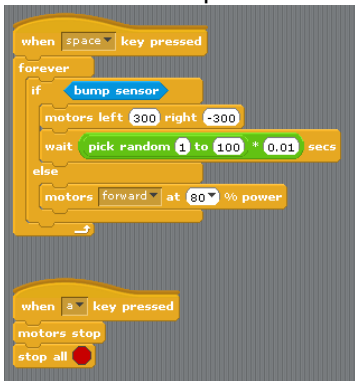 when space key pressed
forever
if bump sensor
motors left 300 right -300
wait pick random 1 to 100 * 0.01 secs
else
motors forward at 80 % power
when a key pressed
motors stop
stop all